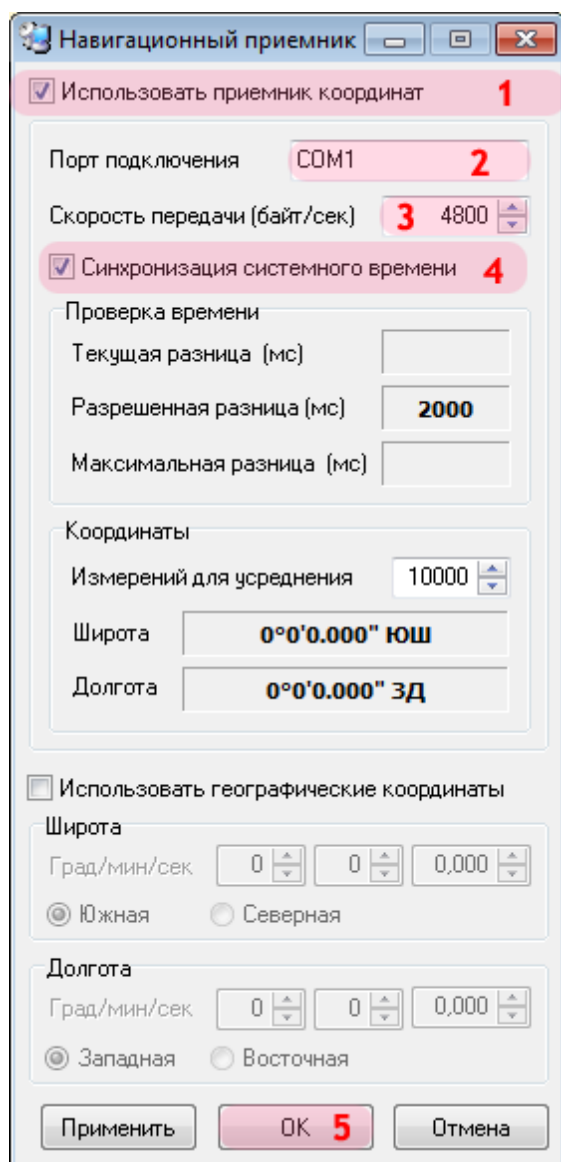 Навигационный приемник
Использовать приемник координат 1
Порт подключения COM1 2
Скорость передачи (байт/сек) 3 4800
Синхронизация системного времени 4
Проверка времени
Текущая разница (мс)
Разрешенная разница (мс) 2000
Максимальная разница (мс)
Координаты
Измерений для усреднения 10000
Широта 0°0'0.000" ЮШ
Долгота 0°0'0.000" ЗД
Использовать географические координаты
Широта
Град/мин/сек 0 0 0,000
Южная Северная
Долгота
Град/мин/сек 0 0 0,000
Западная Восточная
Применить OK 5 Отмена